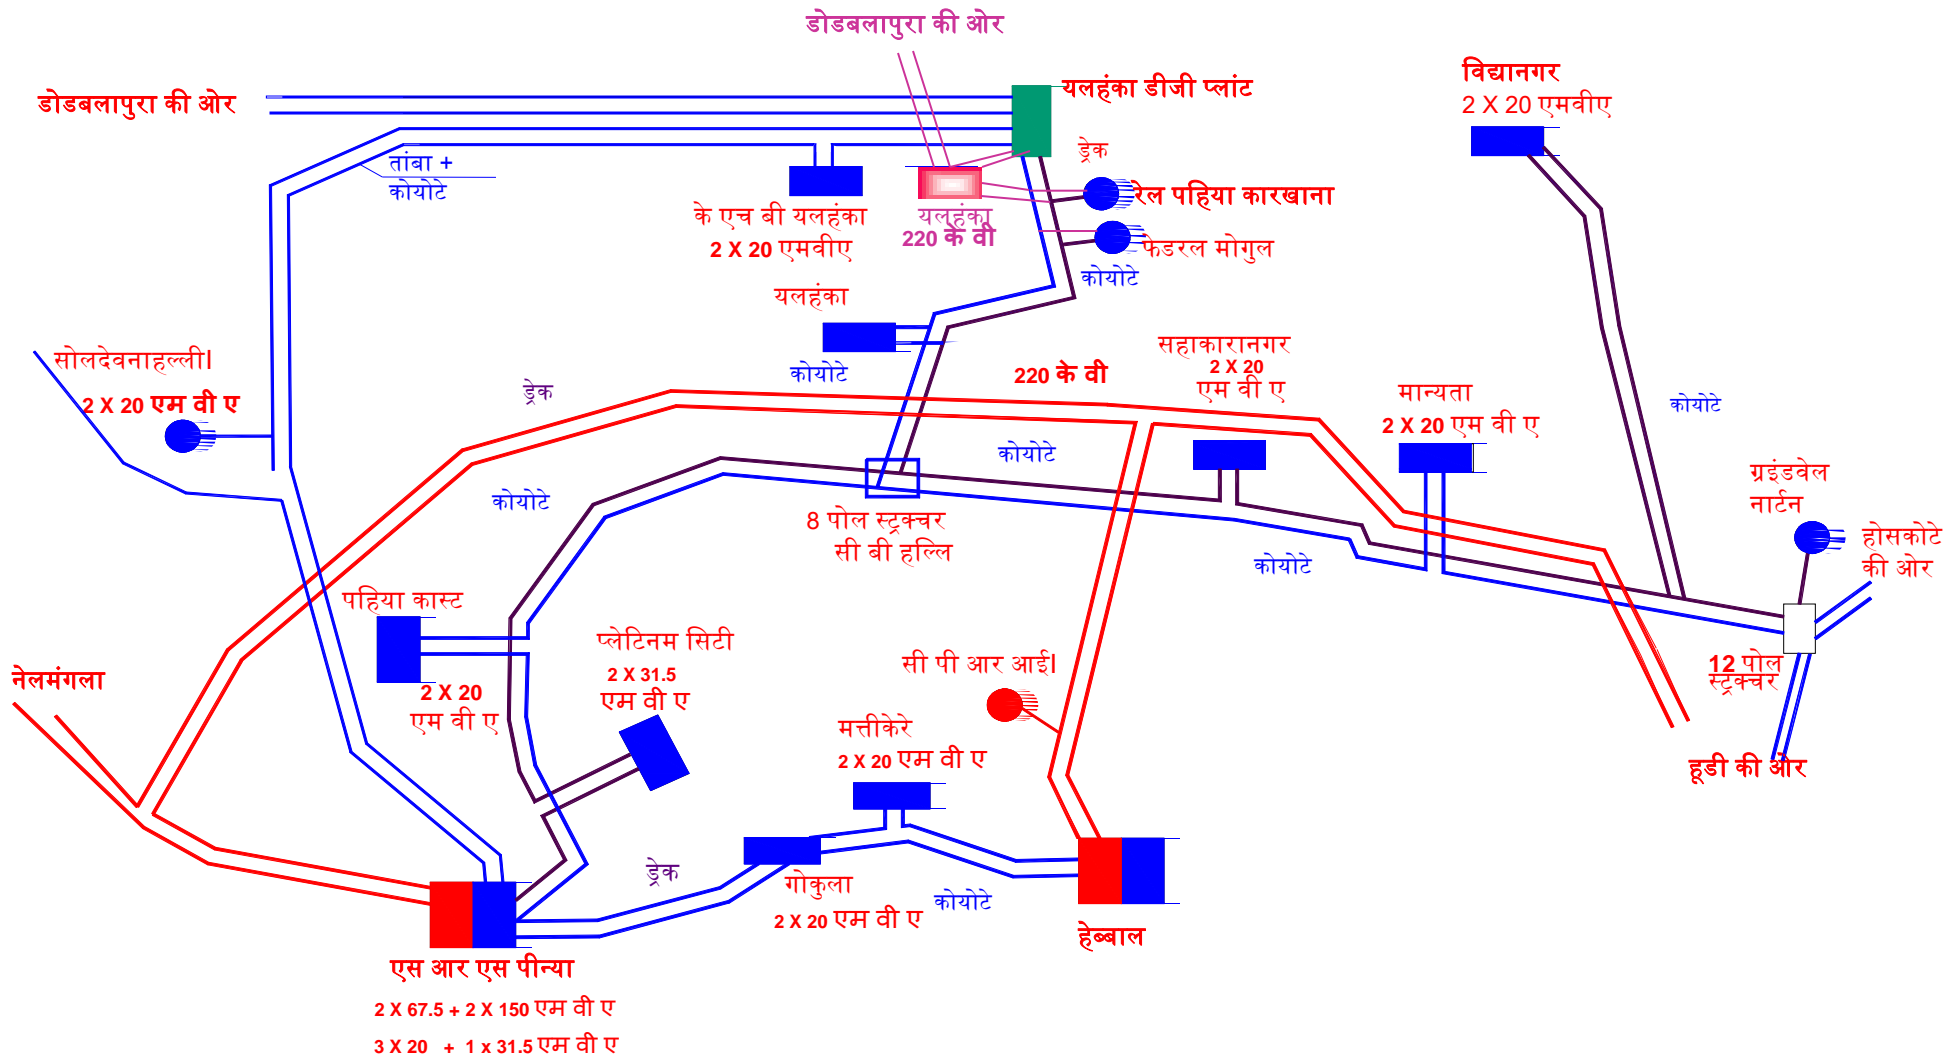 डोडबलापुरा की ओर
डोडबलापुरा की ओर
यलहंका डीजी प्लांट
विद्यानगर
2 X 20 एमवीए
तांबा +
कोयोटे
ड्रेक
रेल पहिया कारखाना
के एच बी यलहंका
2 X 20 एमवीए
यलहंका
220 के वी
फेडरल मोगुल
कोयोटे
यलहंका
कोयोटे
सोलदेवनाहल्ली।
2 X 20 एम वी ए
ड्रेक
220 के वी
सहाकारानगर
2 X 20
एम वी ए
मान्यता
2 X 20 एम वी ए
कोयोटे
कोयोटे
कोयोटे
8 पोल स्ट्रक्चर
सी बी हल्लि
कोयोटे
ग्रइंडवेल
नार्टन
होसकोटे
की ओर
पहिया कास्ट
2 X 20
एम वी ए
प्लेटिनम सिटी
2 X 31.5
एम वी ए
सी पी आर आई।
12 पोल
स्ट्रक्चर
हूडी की ओर
नेलमंगला
मत्तीकेरे
2 X 20 एम वी ए
ड्रेक
गोकुला
2 X 20 एम वी ए
कोयोटे
हेब्बाल
एस आर एस पीन्या
2 X 67.5 + 2 X 150 एम वी ए
3 X 20 + 1 x 31.5 एम वी ए